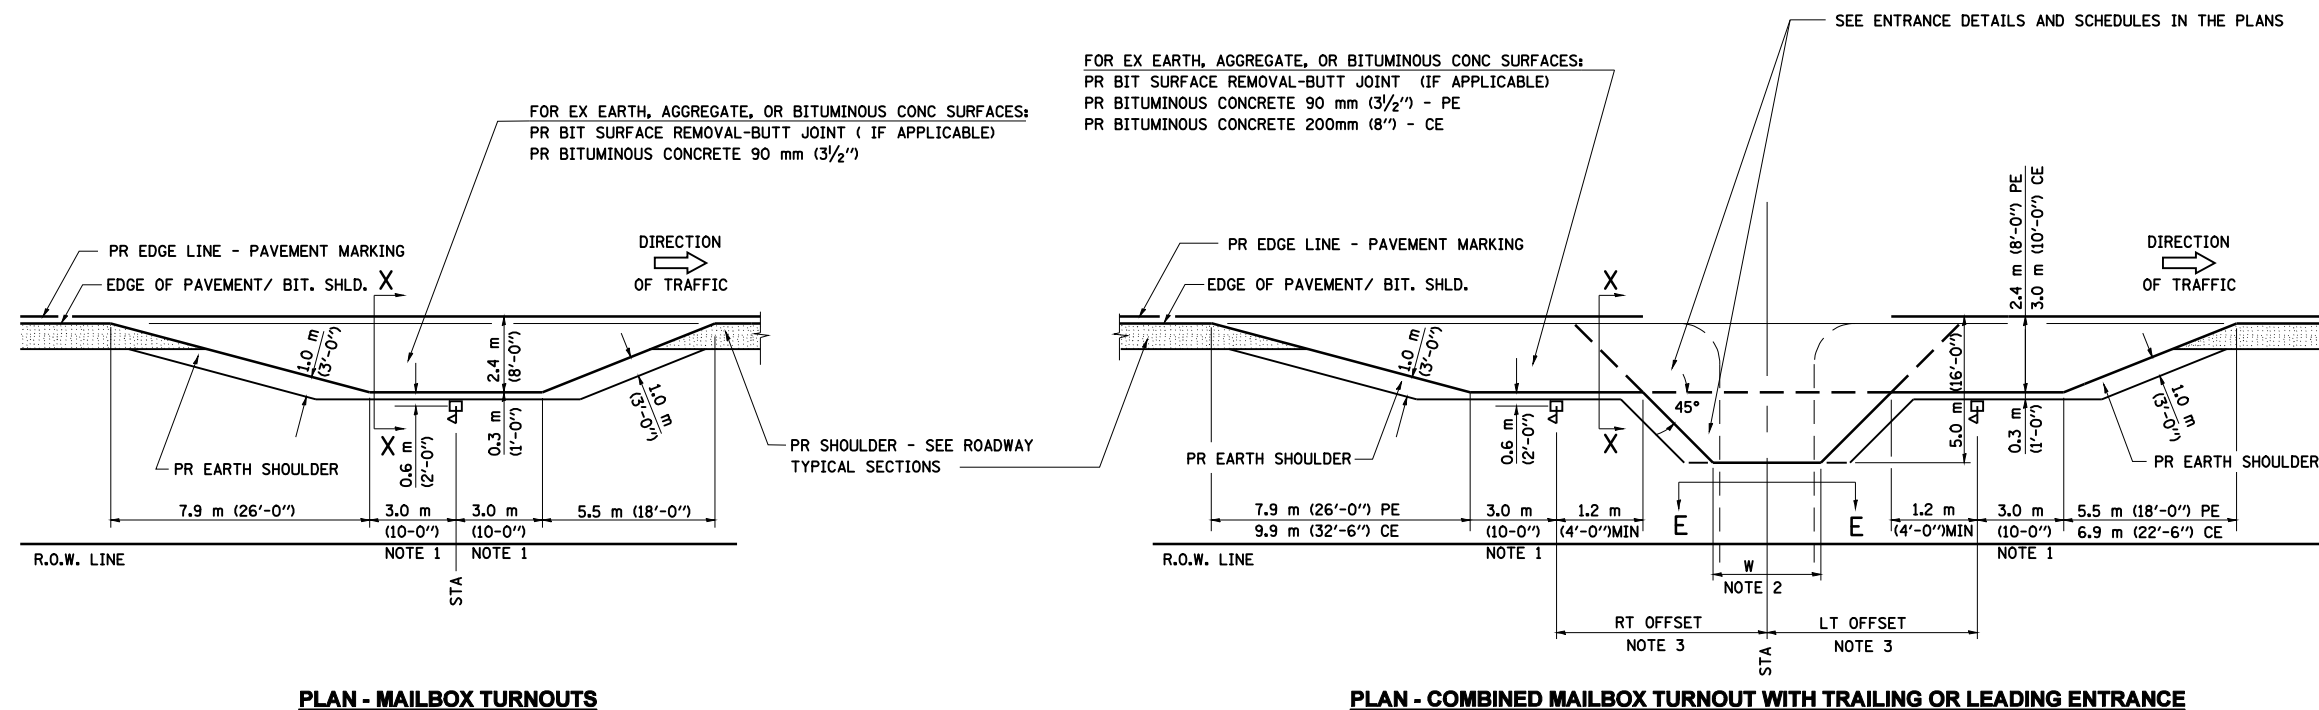 SEE ENTRANCE DETAILS AND SCHEDULES IN THE PLANS
FOR EX EARTH, AGGREGATE, OR BITUMINOUS CONC SURFACES:
PR BIT SURFACE REMOVAL-BUTT JOINT ( IF APPLICABLE)
PR BITUMINOUS CONCRETE 90 mm (3 1/2")
PR EDGE LINE - PAVEMENT MARKING
EDGE OF PAVEMENT/ BIT. SHLD.
X
X
DIRECTION
OF TRAFFIC
1.0 m
(3'-0")
2.4 m
(8'-0")
1.0 m
(3'-0")
0.6 m
(2'-0")
0.3 m
(1'-0")
PR EARTH SHOULDER
PR SHOULDER - SEE ROADWAY
TYPICAL SECTIONS
7.9 m (26'-0")
3.0 m
(10-0")
NOTE 1
3.0 m
(10-0")
NOTE 1
5.5 m (18'-0")
R.O.W. LINE
STA
PLAN - MAILBOX TURNOUTS
FOR EX EARTH, AGGREGATE, OR BITUMINOUS CONC SURFACES:
PR BIT SURFACE REMOVAL-BUTT JOINT (IF APPLICABLE)
PR BITUMINOUS CONCRETE 90 mm (3 1/2") - PE
PR BITUMINOUS CONCRETE 200mm (8") - CE
PR EDGE LINE - PAVEMENT MARKING
EDGE OF PAVEMENT/ BIT. SHLD.
X
X
2.4 m (8'-0") PE
3.0 m (10'-0") CE
DIRECTION
OF TRAFFIC
1.0 m
(3'-0")
45°
5.0 m (16'-0")
1.0 m
(3'-0")
0.6 m
(2'-0")
0.3 m
(1'-0")
PR EARTH SHOULDER
PR EARTH SHOULDER
7.9 m (26'-0") PE
9.9 m (32'-6") CE
3.0 m
(10-0")
NOTE 1
1.2 m
(4'-0")MIN
E
E
1.2 m
(4'-0")MIN
3.0 m
(10-0")
NOTE 1
5.5 m (18'-0") PE
6.9 m (22'-6") CE
R.O.W. LINE
W
NOTE 2
RT OFFSET
NOTE 3
LT OFFSET
NOTE 3
STA
PLAN - COMBINED MAILBOX TURNOUT WITH TRAILING OR LEADING ENTRANCE